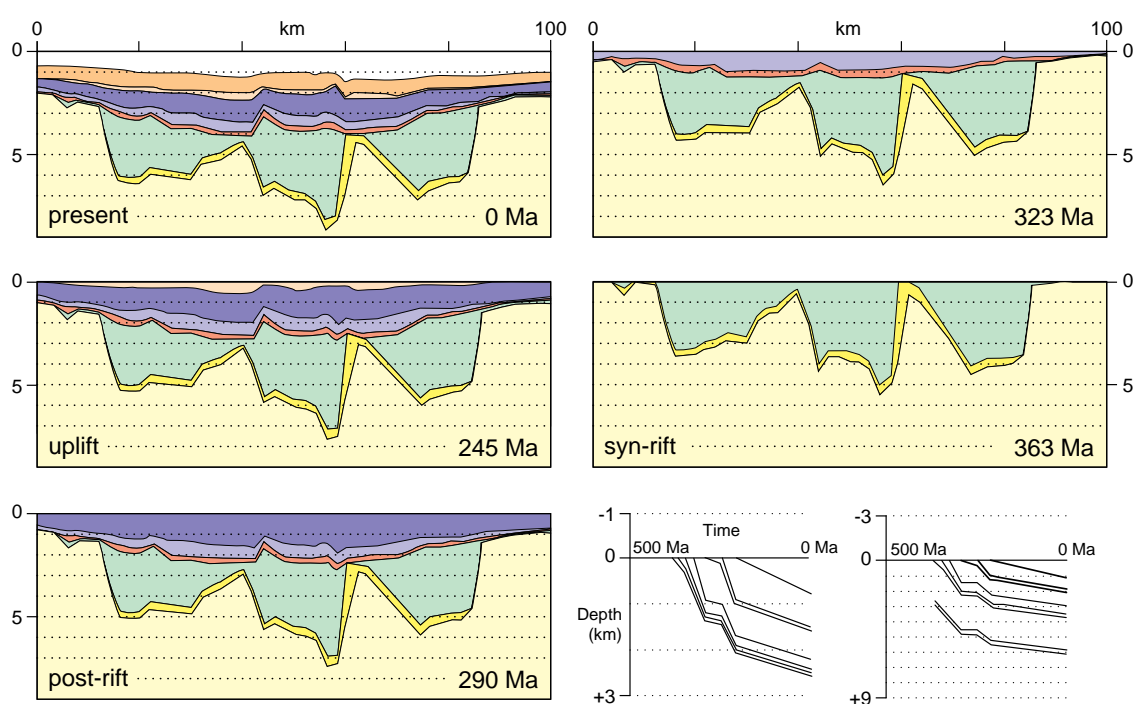 0 km 100
0
5
present 0 Ma
0 km 100
0
5
323 Ma
0
5
uplift 245 Ma
0
5
syn-rift 363 Ma
0
5
post-rift 290 Ma
-1
Time
500 Ma 0 Ma
0
Depth
(km)
+3
-3
500 Ma 0 Ma
0
+9